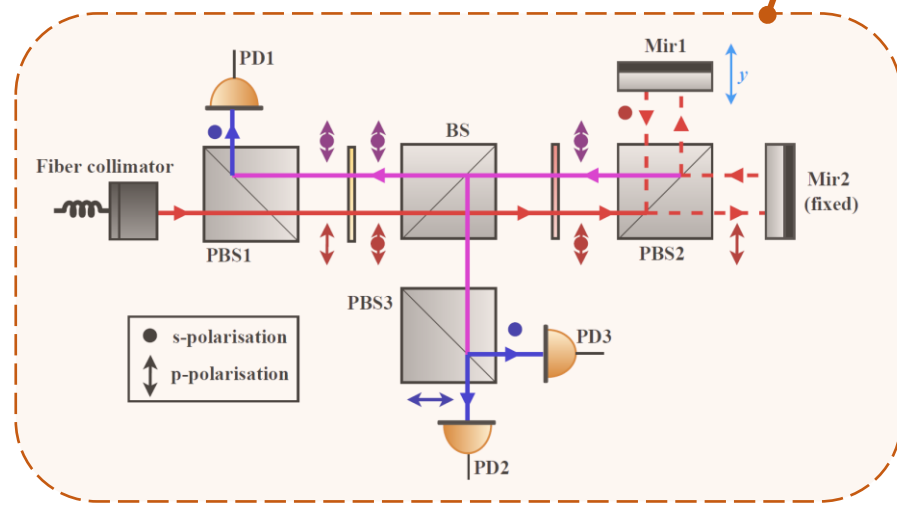 Mir1
PD1
y
BS
Fiber collimator
Mir2
(fixed)
PBS1
PBS2
PBS3
s-polarisation
PD3
p-polarisation
PD2